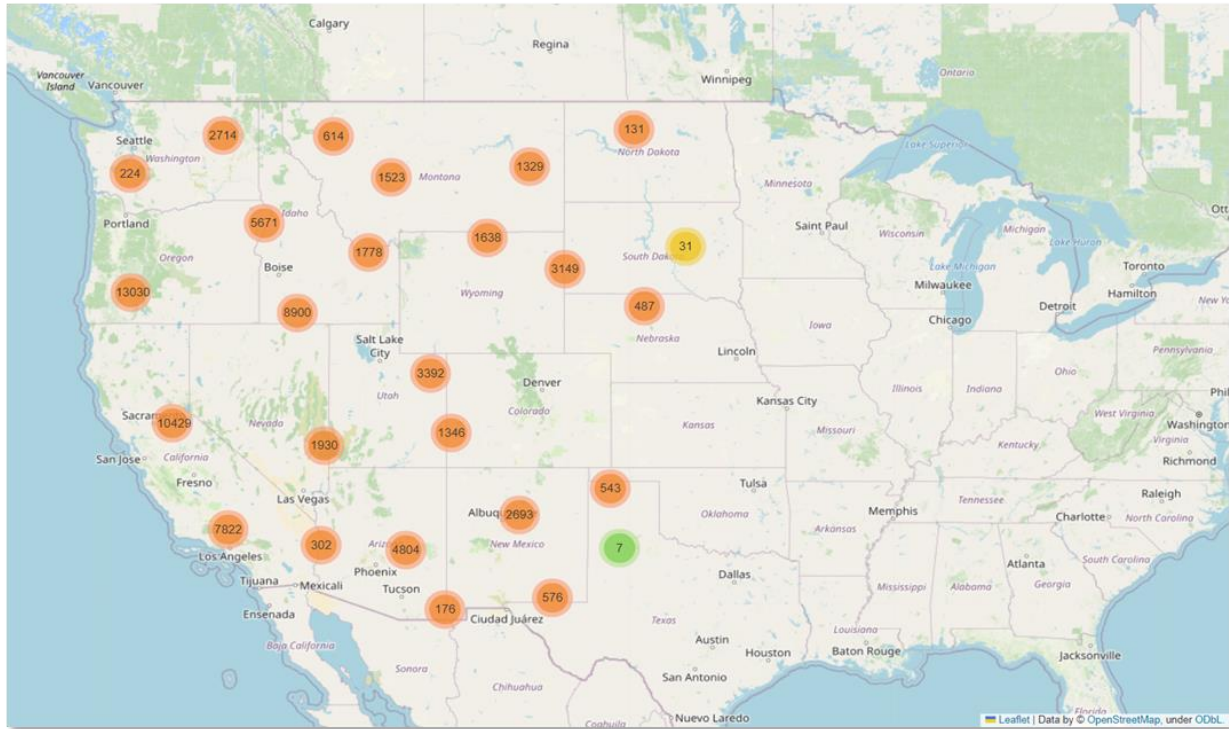 Calgary
Regina
Vancouver Island
Vancouver
Winnipeg
Ontario
Seattle
2714
614
131
Washington
North Dakota
Lake Superior
224
1523
Montana
1329
Minnesota
Portland
5671
Idaho
1638
Saint Paul
Wisconsin
Michigan
Lake Huron
Oregon
1778
31
Boise
3149
South Dakota
Lake Michigan
Toronto
13030
Wyoming
Milwaukee
Hamilton
8900
487
Detroit
New Yo
Salt Lake City
Nebraska
Iowa
Chicago
Lincoln
Pennsylvania
3392
Denver
Illinois
Indiana
Ohio
Phil
Utah
Colorado
Kansas City
Sacram
10429
Nevada
1930
1346
Kansas
Missouri
West Virginia
Washington
San Jose
California
Kentucky
Virginia
Richmond
Fresno
543
Tulsa
Las Vegas
Tennessee
Raleigh
7822
Albuq
2693
Oklahoma
Memphis
Charlotte
North Carolina
Los Angeles
302
Arizo
4804
New Mexico
7
Arkansas
South Carolina
Phoenix
Atlanta
Tijuana
Mexicali
Tucson
576
Dallas
Mississippi
Alabama
Georgia
Ensenada
176
Ciudad Juárez
Texas
Baja California
Austin
Louisiana
Baton Rouge
Jacksonville
Sonora
Houston
San Antonio
Chihuahua
Florida
Coahuila
Nuevo Laredo
Leaflet | Data by © OpenStreetMap, under ODbL.